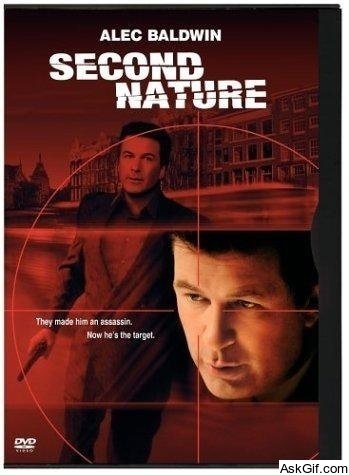 ALEC BALDWIN
SECOND
NATURE
They made him an assassin.
Now he's the target.
DVD
VIDEO
AskGif.com